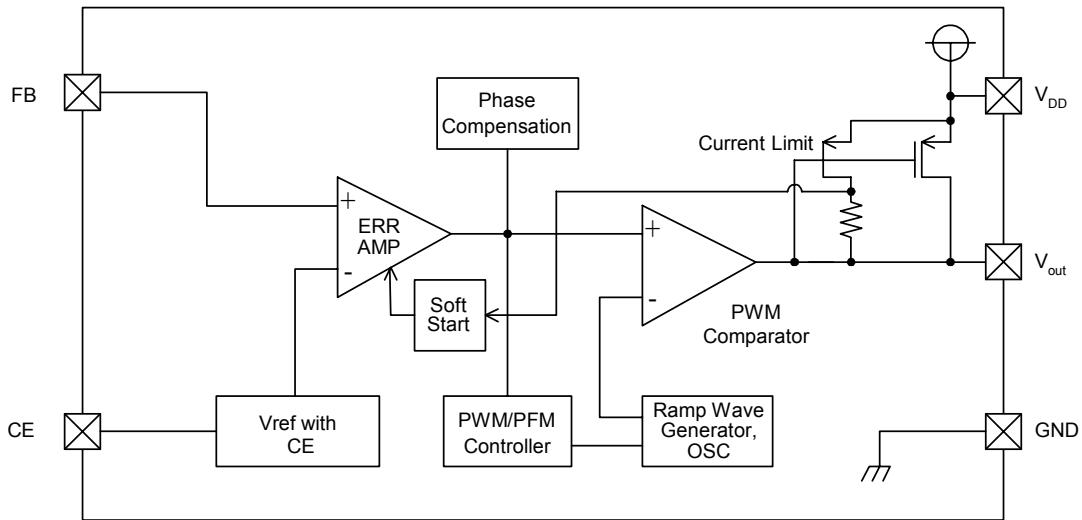 FB
Phase
Compensation
Current Limit
V_DD
+
ERR
AMP
-
+
-
V_out
Soft
Start
PWM
Comparator
CE
Vref with
CE
PWM/PFM
Controller
Ramp Wave
Generator,
OSC
GND